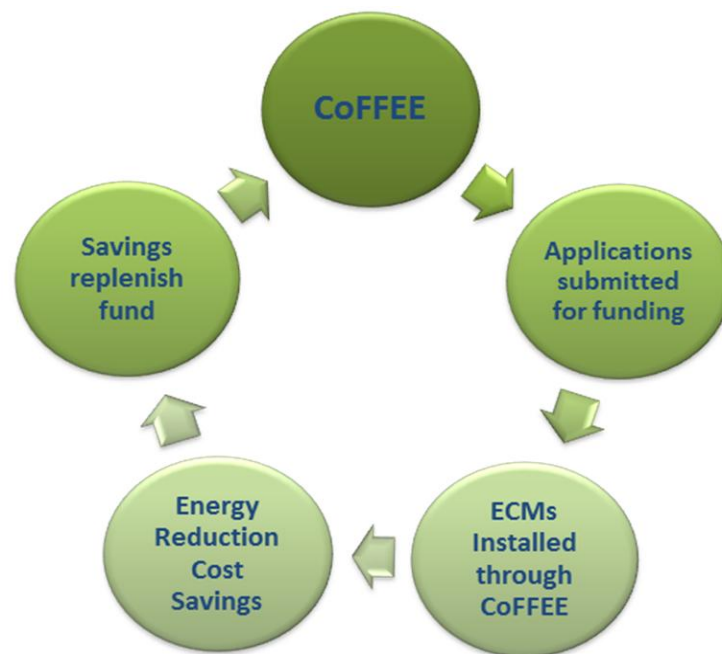 CoFFEE
Applications
submitted
for funding
ECMs
Installed
through
CoFFEE
Energy
Reduction
Cost
Savings
Savings
replenish
fund